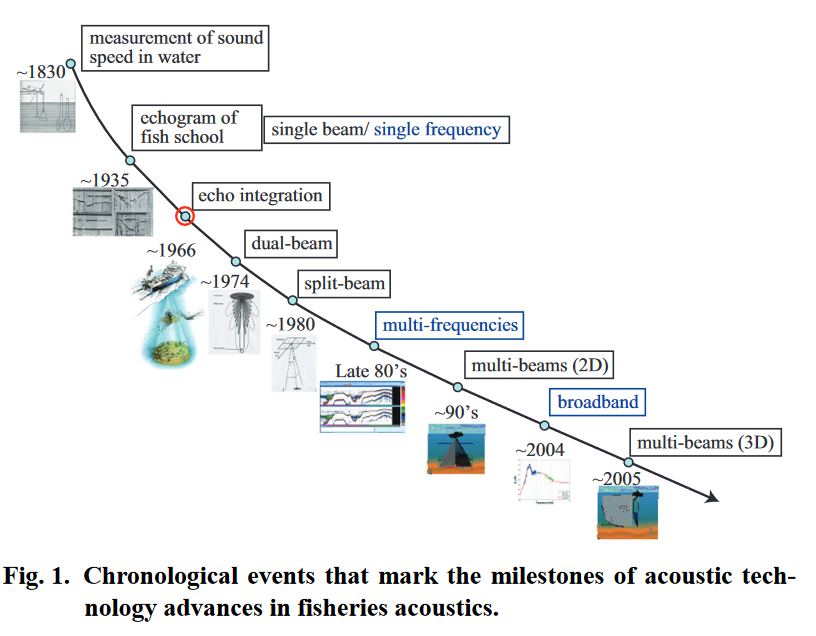 measurement of sound
speed in water
~1830
echogram of
fish school
single beam/ single frequency
~1935
echo integration
~1966
dual-beam
~1974
split-beam
~1980
multi-frequencies
Late 80’s
multi-beams (2D)
~90’s
broadband
~2004
multi-beams (3D)
~2005
Fig. 1. Chronological events that mark the milestones of acoustic tech-
nology advances in fisheries acoustics.